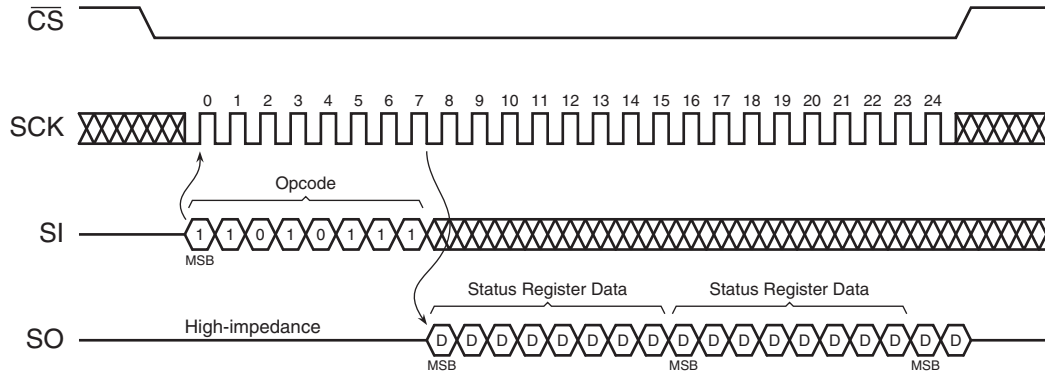 CS
0 1 2 3 4 5 6 7 8 9 10 11 12 13 14 15 16 17 18 19 20 21 22 23 24
SCK
Opcode
SI 1 1 0 1 0 1 1 1
MSB
Status Register Data Status Register Data
High-impedance
SO D D D D D D D D D D D D D D D D D D
MSB MSB MSB